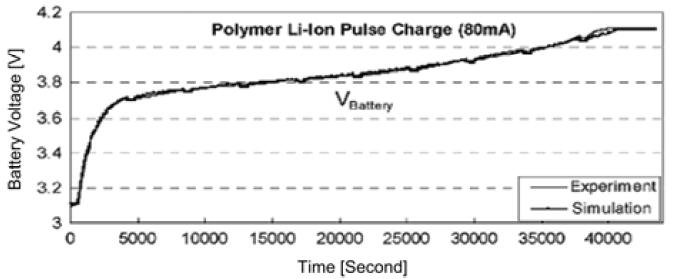 Polymer Li-Ion Pulse Charge (80mA)
4.2
4
3.8
3.6
3.4
3.2
3
Battery Voltage [V]
VBattery
Experiment
Simulation
0 5000 10000 15000 20000 25000 30000 35000 40000
Time [Second]